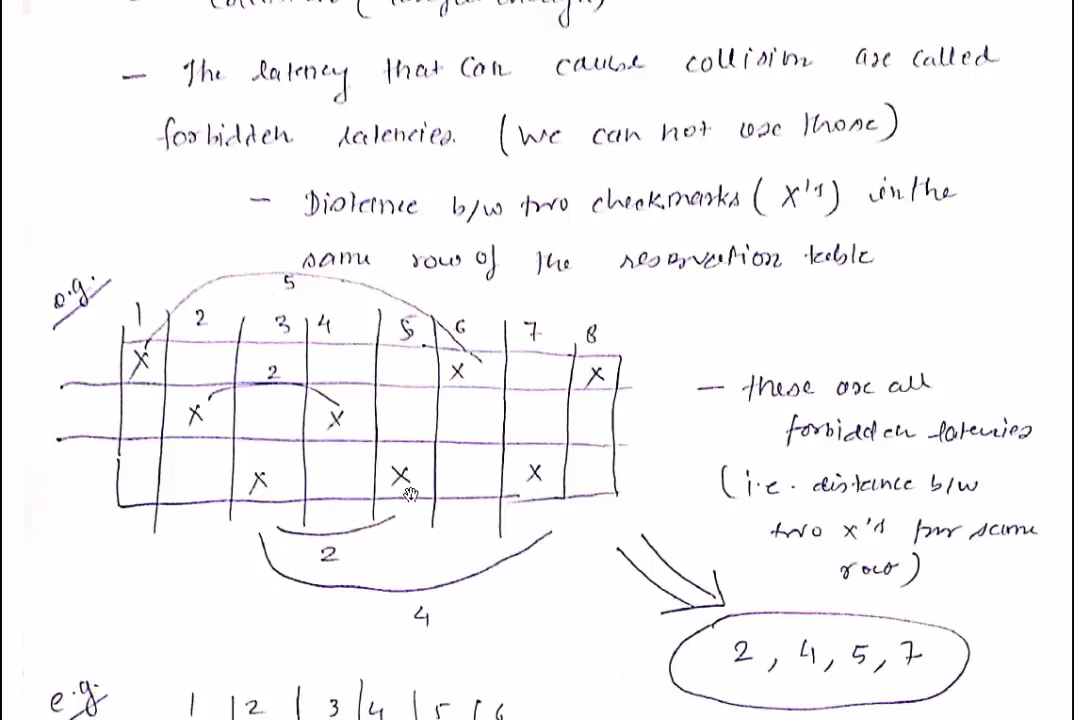 - The latency that can cause collision are called
forbidden latencies. (We can not use those)
- Distance b/w two checkmarks (X's) in the
same row of the reservation table
e.g:
5
1 2 3 4 5 6 7 8
X X X
2
X X
X X X
2
4
- these are all
forbidden latencies
(i.e. distance b/w
two x's for same
row)
2, 4, 5, 7
e.g:
1 2 3 4 5 6